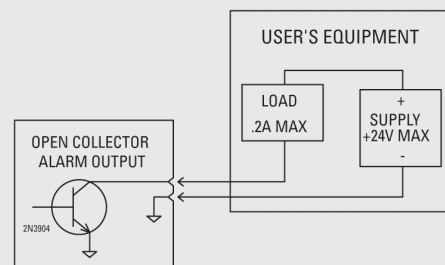 USER'S EQUIPMENT
LOAD
.2A MAX
+
SUPPLY
+24V MAX
-
OPEN COLLECTOR
ALARM OUTPUT
2N3904